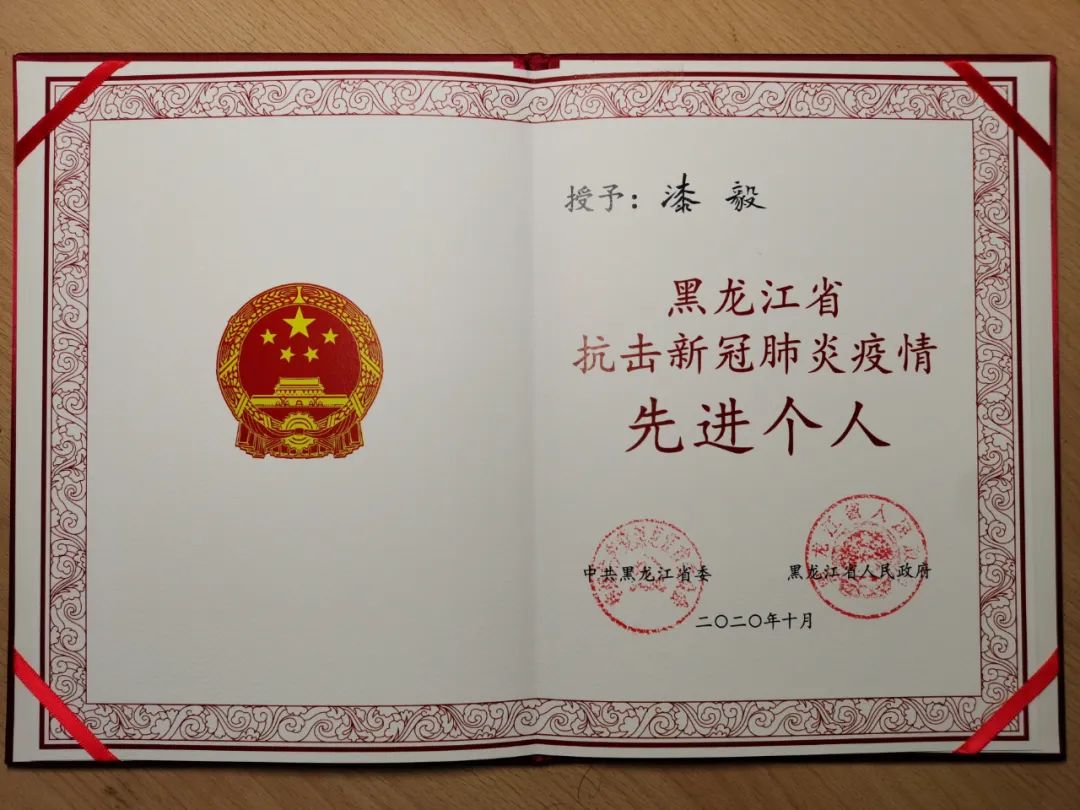 授予：漆 毅
黑龙江省
抗击新冠肺炎疫情
先进个人
中共黑龙江省委 黑龙江省人民政府
二〇二〇年十月